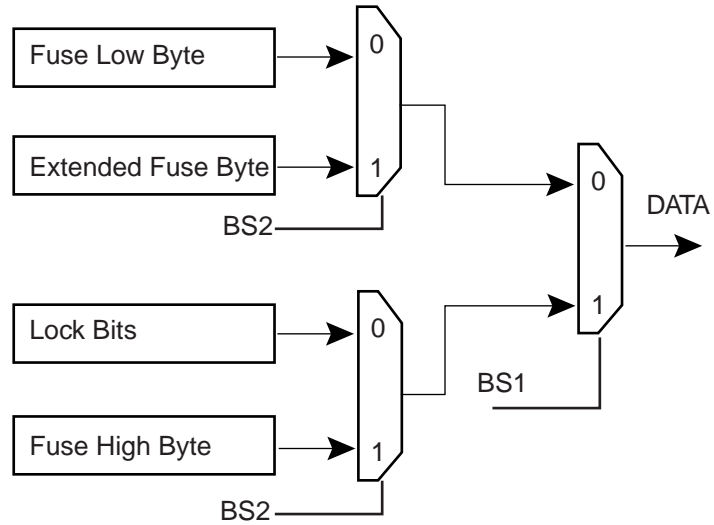 Fuse Low Byte
0
Extended Fuse Byte
1
BS2
0
DATA
1
Lock Bits
0
BS1
Fuse High Byte
1
BS2